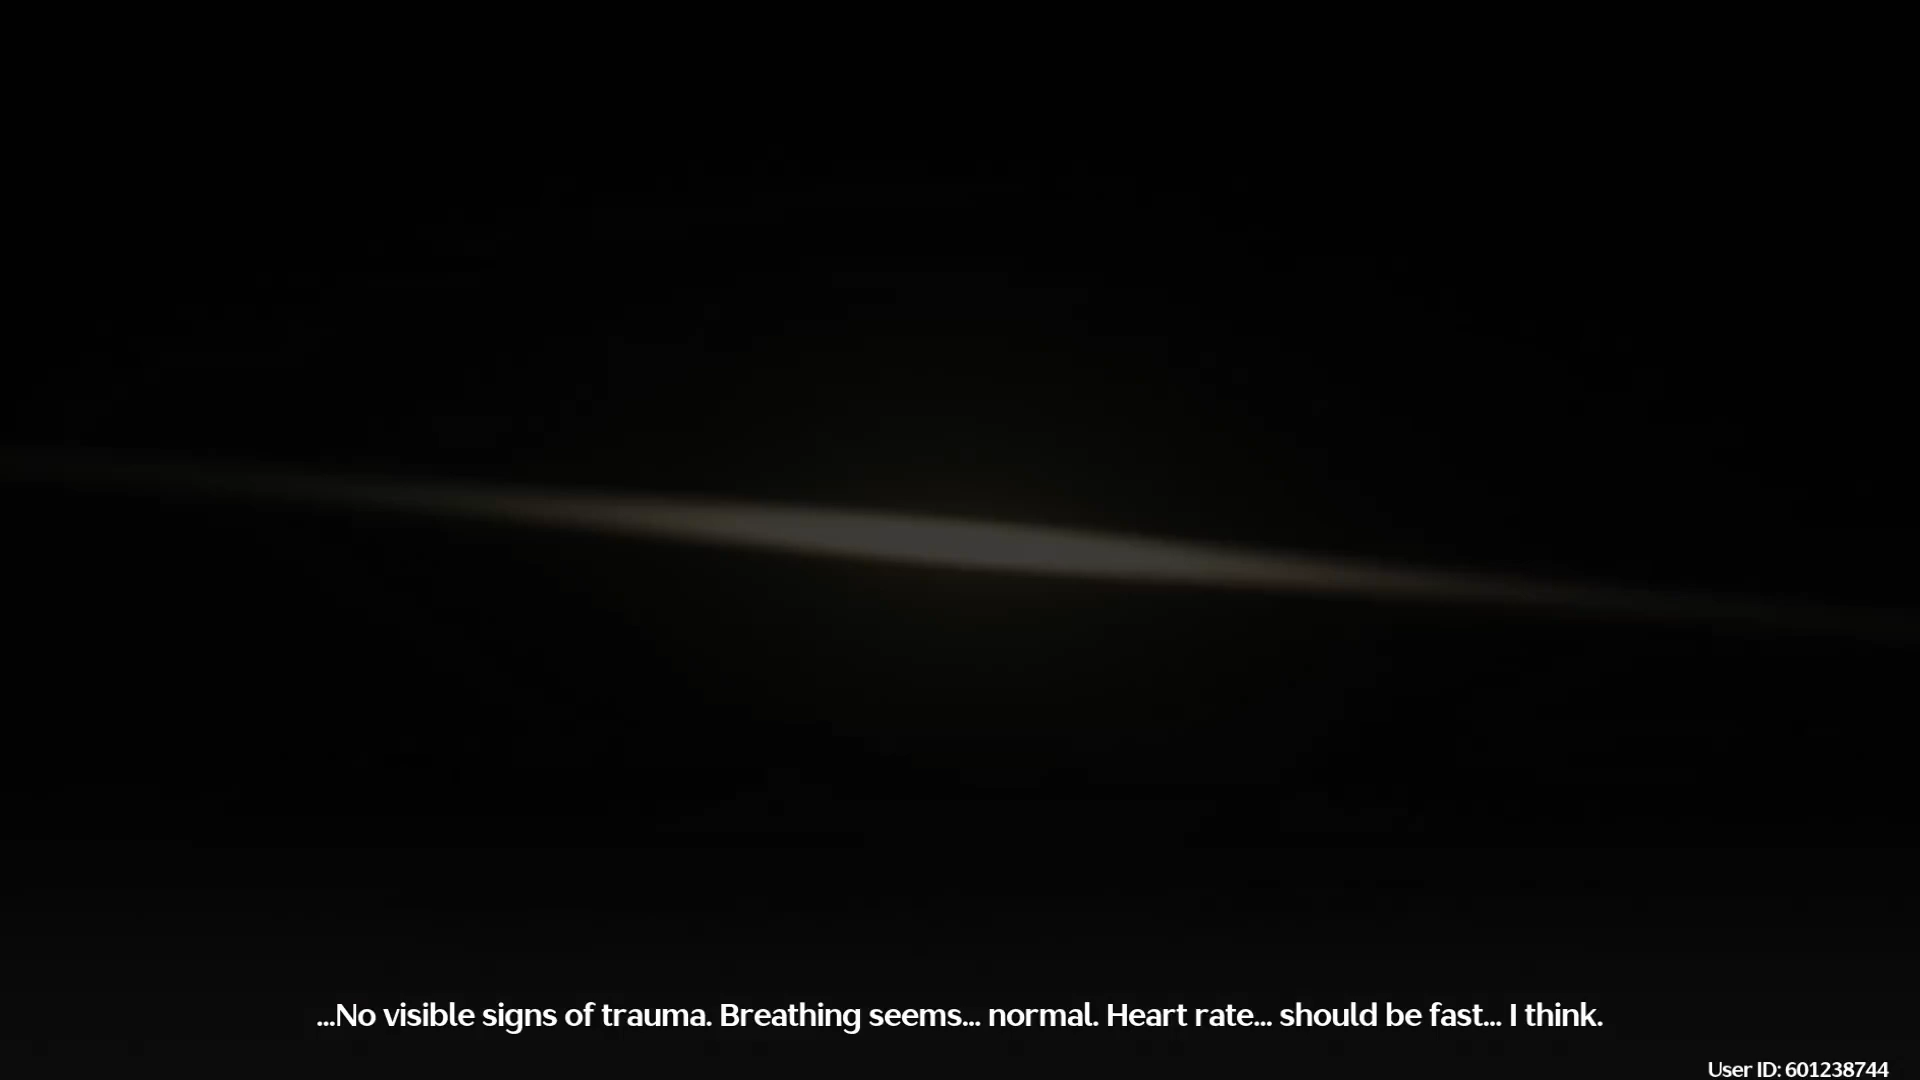 ...No visible signs of trauma. Breathing seems... normal. Heart rate... should be fast... I think.
User ID: 601238744